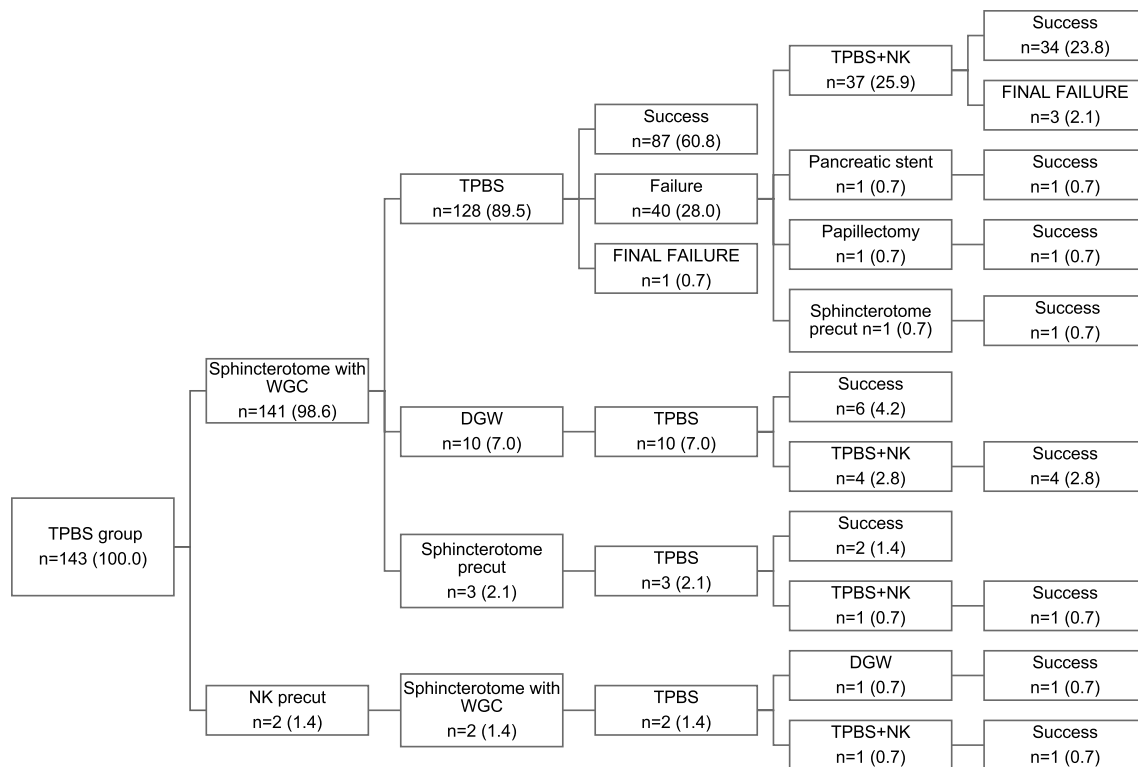 TPBS group
n=143 (100.0)
Sphincterotome with
WGC
n=141 (98.6)
NK precut
n=2 (1.4)
TPBS
n=128 (89.5)
DGW
n=10 (7.0)
Sphincterotome
precut
n=3 (2.1)
Sphincterotome with
WGC
n=2 (1.4)
Success
n=87 (60.8)
Failure
n=40 (28.0)
FINAL FAILURE
n=1 (0.7)
TPBS
n=10 (7.0)
TPBS
n=3 (2.1)
TPBS
n=2 (1.4)
TPBS+NK
n=37 (25.9)
Pancreatic stent
n=1 (0.7)
Papillectomy
n=1 (0.7)
Sphincterotome
precut n=1 (0.7)
Success
n=6 (4.2)
TPBS+NK
n=4 (2.8)
Success
n=2 (1.4)
TPBS+NK
n=1 (0.7)
DGW
n=1 (0.7)
TPBS+NK
n=1 (0.7)
Success
n=34 (23.8)
FINAL FAILURE
n=3 (2.1)
Success
n=1 (0.7)
Success
n=1 (0.7)
Success
n=1 (0.7)
Success
n=4 (2.8)
Success
n=1 (0.7)
Success
n=1 (0.7)
Success
n=1 (0.7)